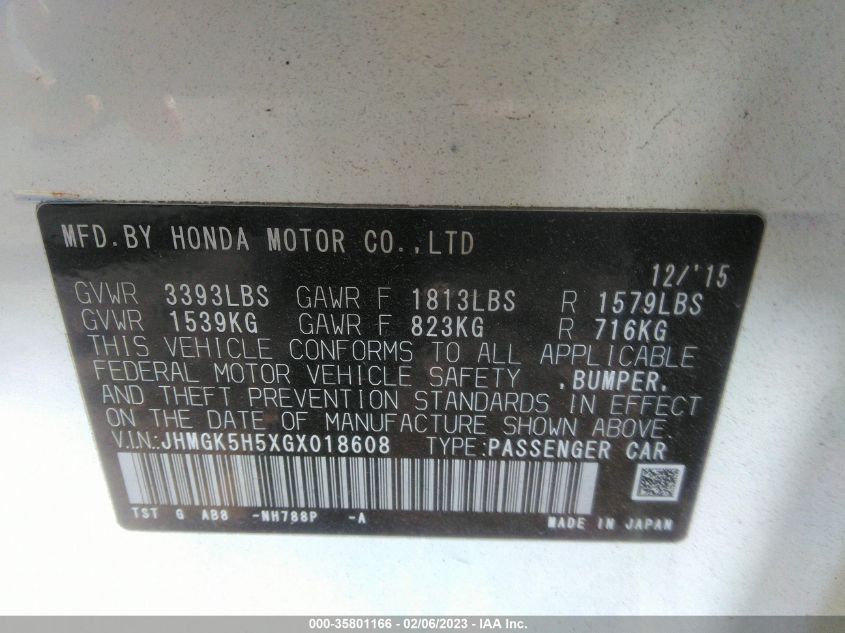 MFD.BY HONDA MOTOR CO.,LTD
12/'15
GVWR 3393LBS GAWR F 1813LBS R 1579LBS
GVWR 1539KG GAWR F 823KG R 716KG
THIS VEHICLE CONFORMS TO ALL APPLICABLE
FEDERAL MOTOR VEHICLE SAFETY ,BUMPER,
AND THEFT PREVENTION STANDARDS IN EFFECT
ON THE DATE OF MANUFACTURE SHOWN ABOVE
V.I.N.:JHMGK5H5XGX018608 TYPE:PASSENGER CAR
TST G AB8 -NH788P -A MADE IN JAPAN
000-35801166 - 02/06/2023 - IAA Inc.